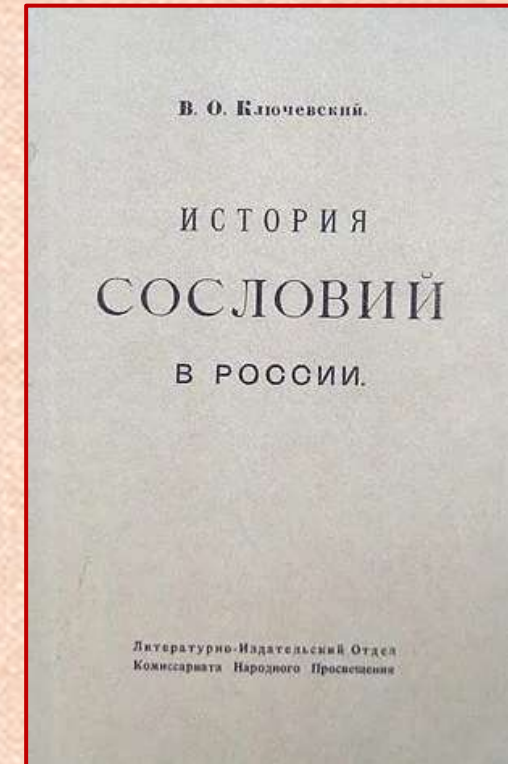 В. О. Ключевский.
ИСТОРИЯ
СОСЛОВИЙ
В РОССИИ.
Литературно-Издательский Отдел
Комиссариата Народного Просвещения